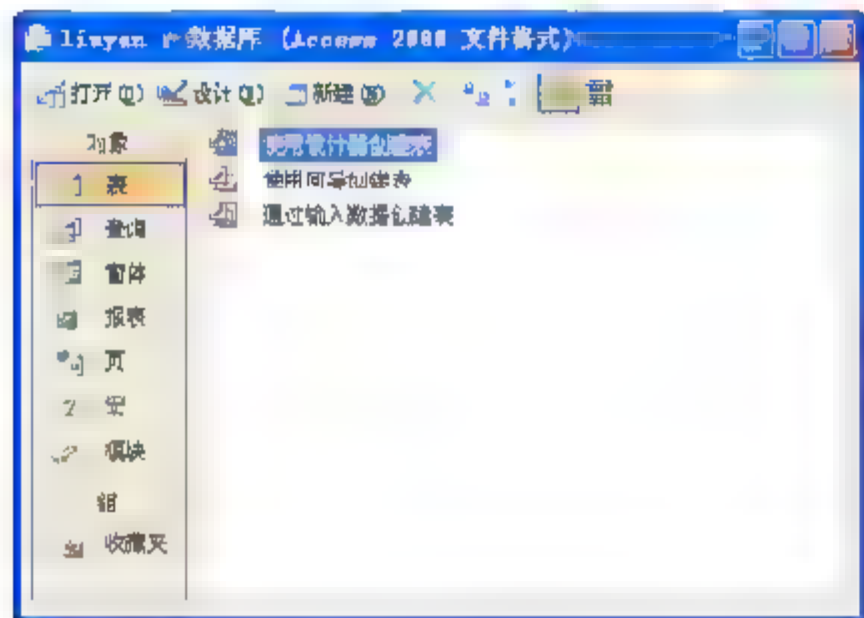 liuyan : 数据库 (Access 2000 文件格式)
打开(O) 设计(D) 新建(N)
对象
表
查询
窗体
报表
页
宏
模块
组
收藏夹
使用设计器创建表
使用向导创建表
通过输入数据创建表